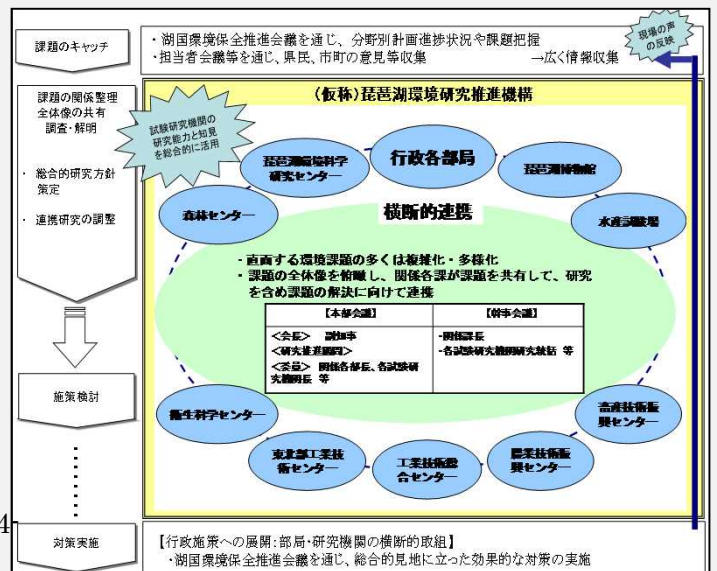 課題のキャッチ
・湖国環境保全推進会議を通じ、分野別計画進捗状況や課題把握
・担当者会議等を通じ、県民、市町の意見等収集 →広く情報収集
現場の声
の反映
課題の関係整理
全体像の共有
調査・解明
・ 総合的研究方針
策定
・ 連携研究の調整
(仮称)琵琶湖環境研究推進機構
試験研究機関の
研究能力と知見
を総合的に活用
琵琶湖環境科学
研究センター
行政各部局
琵琶湖博物館
森林センター
水産試験場
横断的連携
・直面する環境課題の多くは複雑化・多様化
・課題の全体像を俯瞰し、関係各課が課題を共有して、研究
を含め課題の解決に向けて連携
【本部会議】
<会長> 副知事
<研究推進顧問>
<委員> 関係各部長、各試験研
究機関長 等
【幹事会議】
・関係課長
・各試験研究機関研究統括 等
衛生科学センター
畜産技術振
興センター
東北部工業技
術センター
工業技術総
合センター
農業技術振
興センター
施策検討
4
対策実施
【行政施策への展開:部局・研究機関の横断的取組】
・湖国環境保全推進会議を通じ、総合的見地に立った効果的な対策の実施